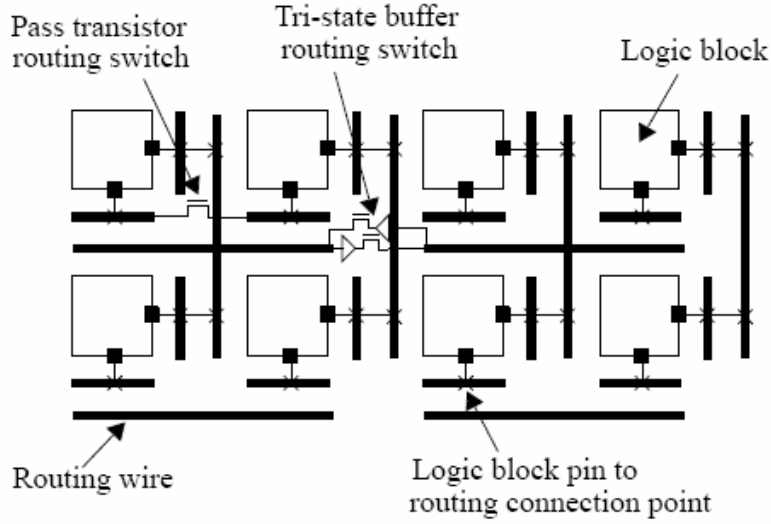 Pass transistor
routing switch
Tri-state buffer
routing switch
Logic block
Routing wire
Logic block pin to
routing connection point